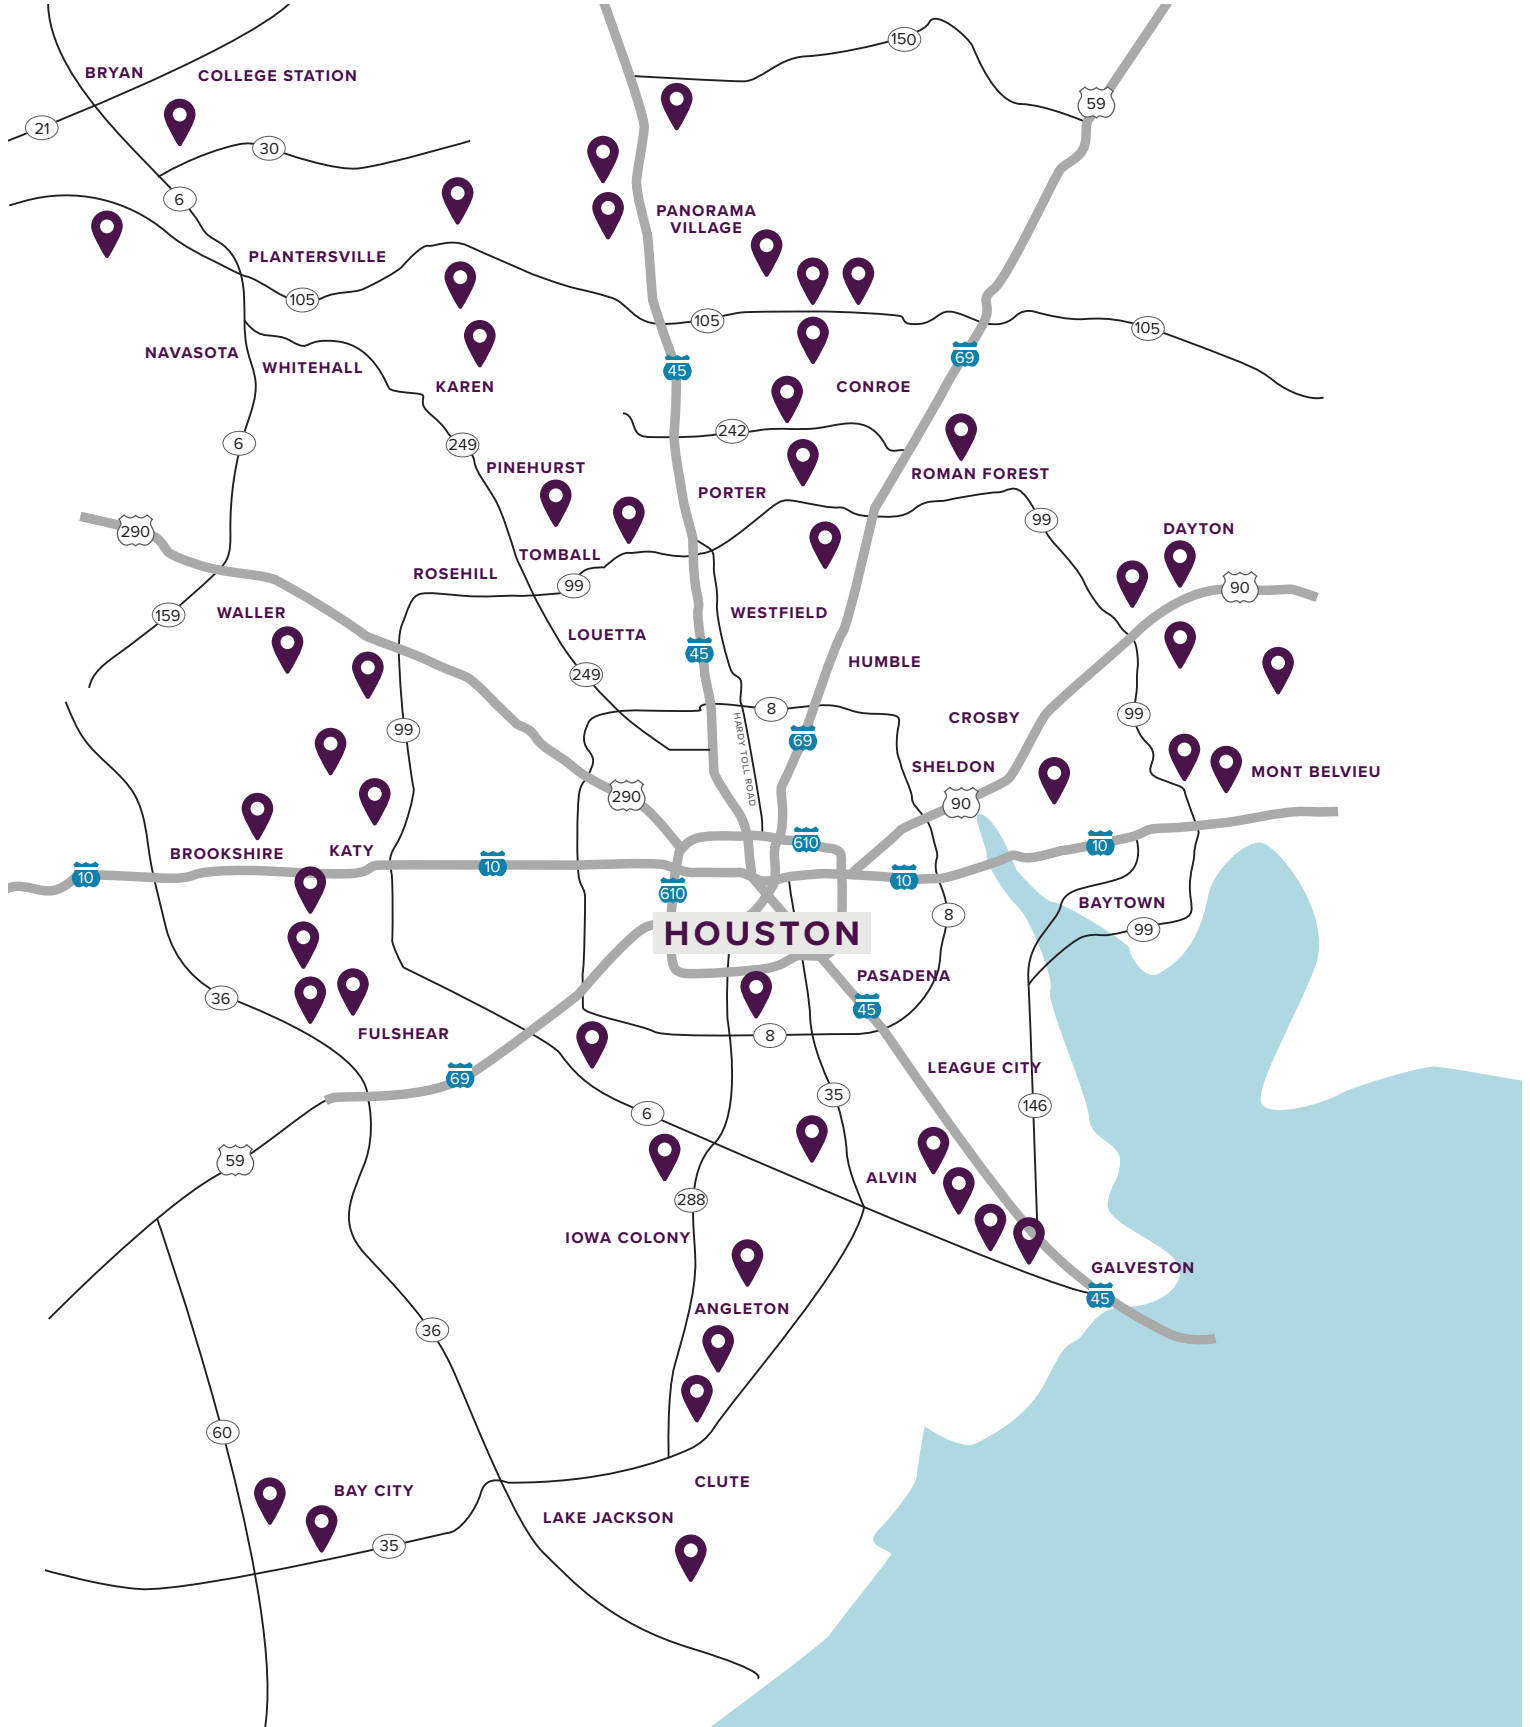 150
BRYAN
COLLEGE STATION
59
21
30
6
PANORAMA
VILLAGE
PLANTERSVILLE
105
105
105
NAVASOTA
WHITEHALL
45
69
KAREN
CONROE
242
6
249
PINEHURST
ROMAN FOREST
PORTER
99
290
DAYTON
TOMBALL
ROSEHILL
99
90
WALLER
159
WESTFIELD
LOUETTA
45
HUMBLE
249
8
99
CROSBY
99
HARDY TOLL ROAD
69
SHELDON
MONT BELVIEU
290
90
610
10
BROOKSHIRE
KATY
10
10
10
610
BAYTOWN
8
99
HOUSTON
PASADENA
36
45
FULSHEAR
8
LEAGUE CITY
69
35
146
6
59
ALVIN
288
IOWA COLONY
GALVESTON
45
ANGLETON
36
60
CLUTE
BAY CITY
LAKE JACKSON
35